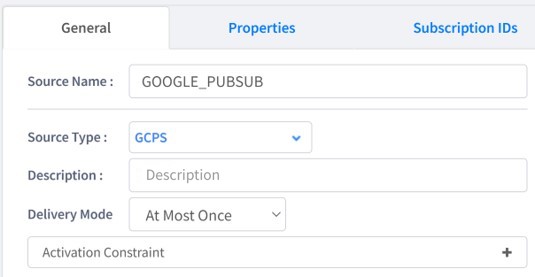 General Properties Subscription IDs
Source Name : GOOGLE_PUBSUB
Source Type : GCPS
Description : Description
Delivery Mode At Most Once
Activation Constraint +